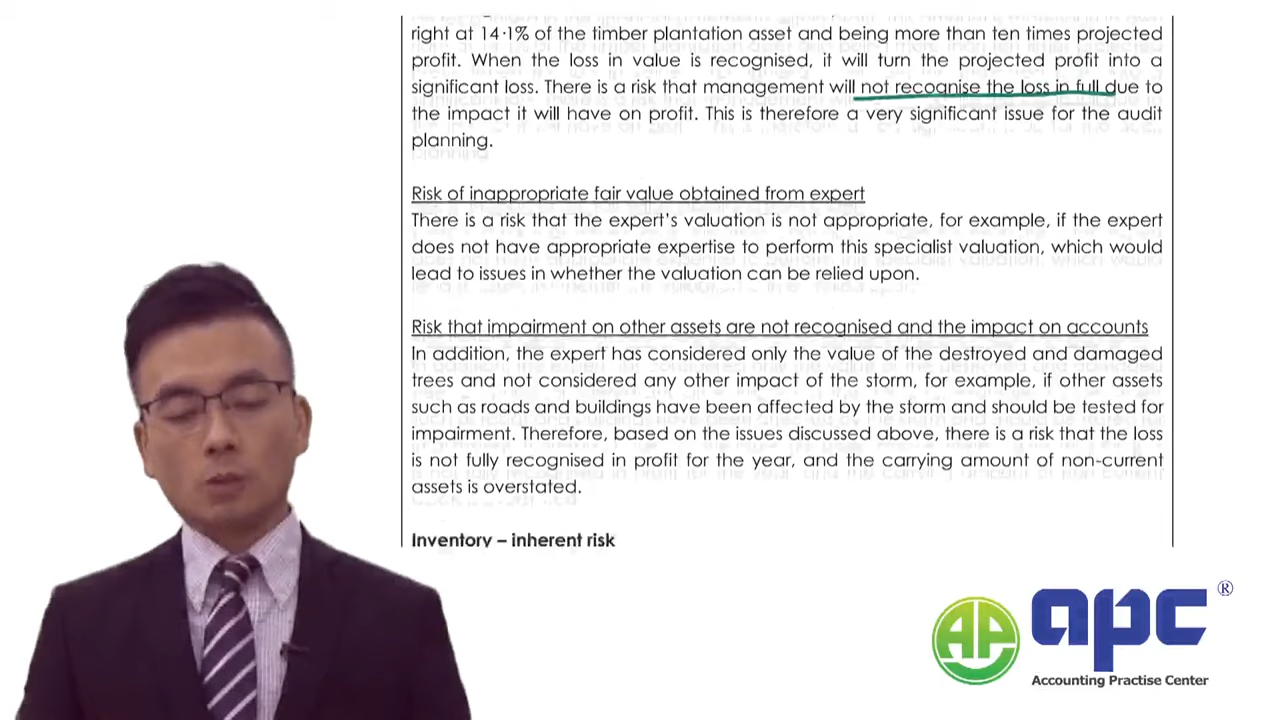 right at 14·1% of the timber plantation asset and being more than ten times projected
profit. When the loss in value is recognised, it will turn the projected profit into a
significant loss. There is a risk that management will not recognise the loss in full due to
the impact it will have on profit. This is therefore a very significant issue for the audit
planning.
Risk of inappropriate fair value obtained from expert
There is a risk that the expert's valuation is not appropriate, for example, if the expert
does not have appropriate expertise to perform this specialist valuation, which would
lead to issues in whether the valuation can be relied upon.
Risk that impairment on other assets are not recognised and the impact on accounts
In addition, the expert has considered only the value of the destroyed and damaged
trees and not considered any other impact of the storm, for example, if other assets
such as roads and buildings have been affected by the storm and should be tested for
impairment. Therefore, based on the issues discussed above, there is a risk that the loss
is not fully recognised in profit for the year, and the carrying amount of non-current
assets is overstated.
Inventory – inherent risk
AP
apc®
Accounting Practise Center